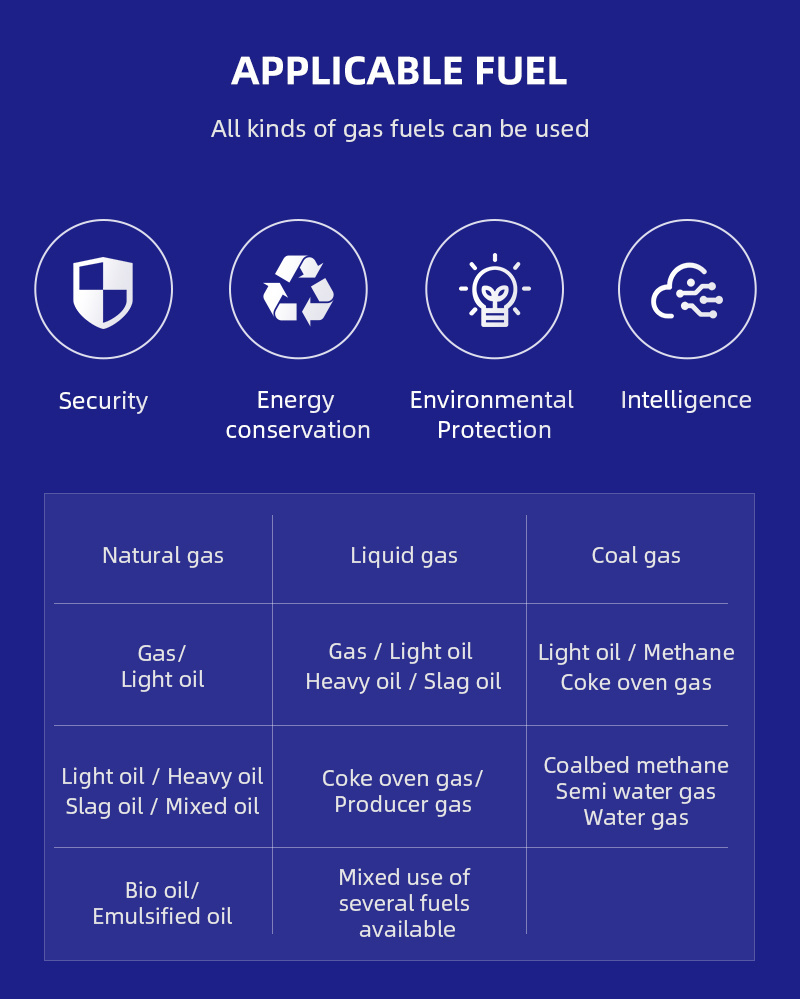 APPLICABLE FUEL
All kinds of gas fuels can be used
Security
Energy
conservation
Environmental
Protection
Intelligence
Natural gas
Liquid gas
Coal gas
Gas/
Light oil
Gas / Light oil
Heavy oil / Slag oil
Light oil / Methane
Coke oven gas
Light oil / Heavy oil
Slag oil / Mixed oil
Coke oven gas/
Producer gas
Coalbed methane
Semi water gas
Water gas
Bio oil/
Emulsified oil
Mixed use of
several fuels
available